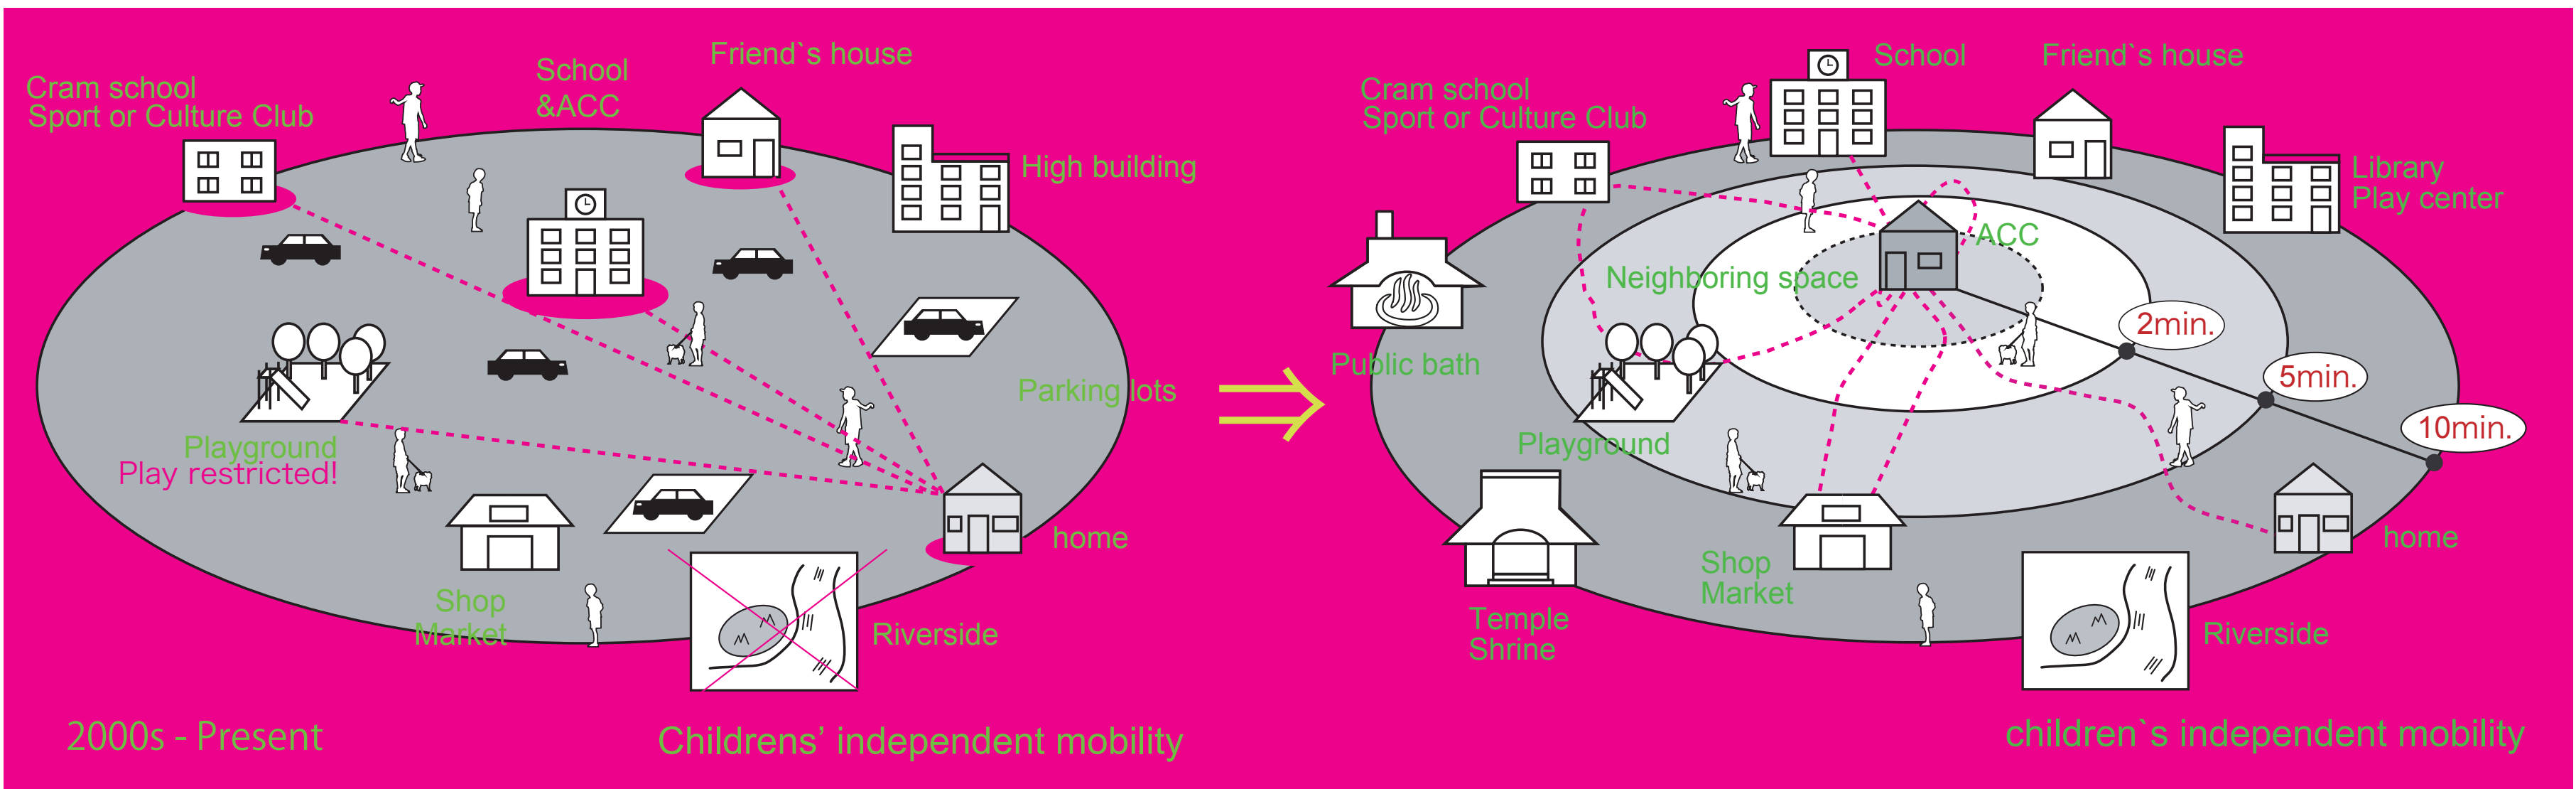 Cram school
Sport or Culture Club
School
&ACC
Friend`s house
High building
Parking lots
Playground
Play restricted!
home
Shop
Market
Riverside
2000s - Present
Childrens’ independent mobility
Cram school
Sport or Culture Club
School
Friend`s house
Library
Play center
ACC
Neighboring space
Public bath
2min.
5min.
10min.
Playground
Temple
Shrine
Shop
Market
home
Riverside
children`s independent mobility